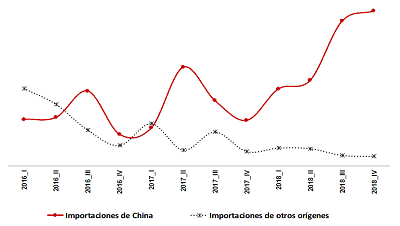 2016_I
2016_II
2016_III
2016_IV
2017_I
2017_II
2017_III
2017_IV
2018_I
2018_II
2018_III
2018_IV
Importaciones de China
Importaciones de otros orígenes